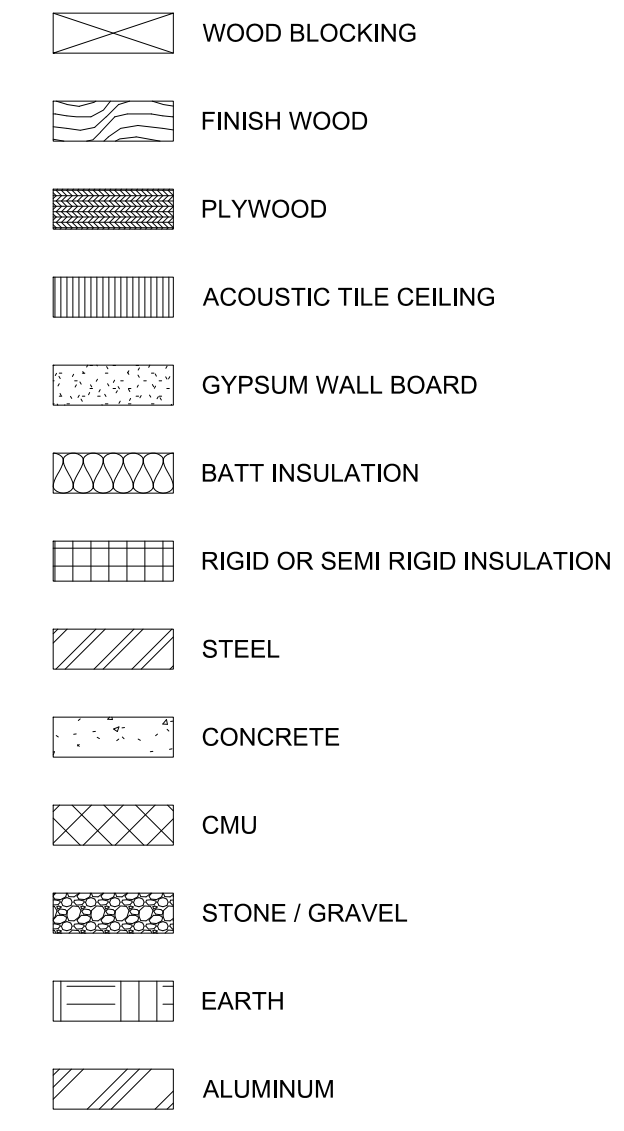 WOOD BLOCKING
FINISH WOOD
PLYWOOD
ACOUSTIC TILE CEILING
GYPSUM WALL BOARD
BATT INSULATION
RIGID OR SEMI RIGID INSULATION
STEEL
CONCRETE
CMU
STONE / GRAVEL
EARTH
ALUMINUM